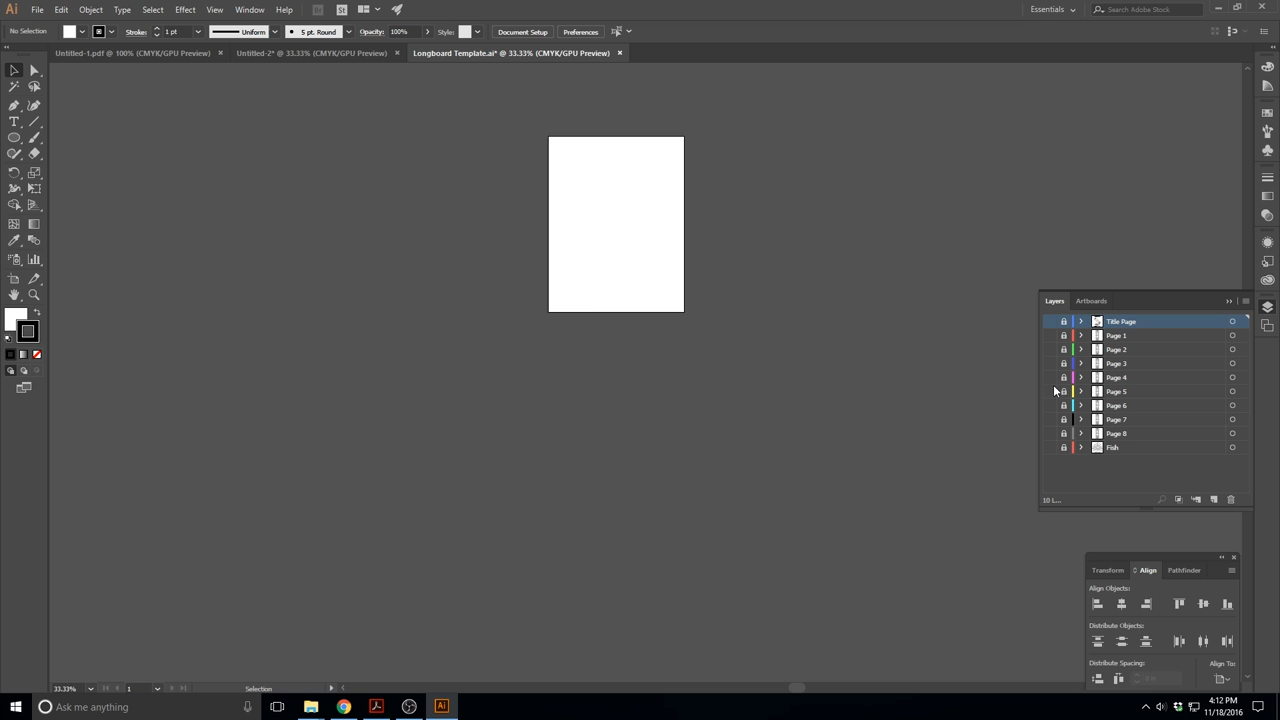 Ai File Edit Object Type Select Effect View Window Help Br St Essentials Search Adobe Stock
No Selection Stroke: 1 pt Uniform 5 pt. Round Opacity: 100% Style: Document Setup Preferences
Untitled-1.pdf @ 100% (CMYK/GPU Preview) × Untitled-2* @ 33.33% (CMYK/GPU Preview) × Longboard Template.ai* @ 33.33% (CMYK/GPU Preview) ×
Layers Artboards
Title Page
Page 1
Page 2
Page 3
Page 4
Page 5
Page 6
Page 7
Page 8
Fish
10 L...
Transform Align Pathfinder
Align Objects:
Distribute Objects:
Distribute Spacing: Align To:
33.33% 1 Selection
Ask me anything Ai 4:12 PM
11/18/2016